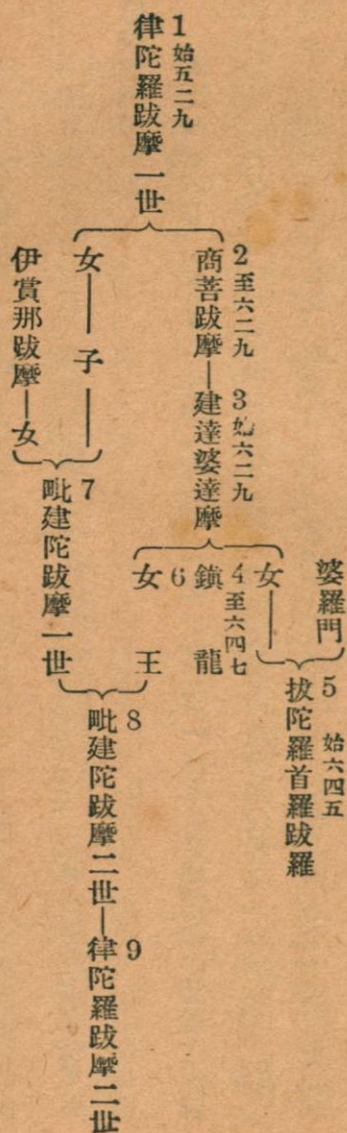 1 始五二九
律陀羅跋摩一世
2 至六二九
商菩跋摩
3 始六二九
建達婆達摩
婆羅門
女
5 始六四五
拔陀羅首羅跋羅
4 至六四七
鎮龍
6
女王
女
子
伊賞那跋摩
女
7
毗建陀跋摩一世
8
毗建陀跋摩二世
9
律陀羅跋摩二世